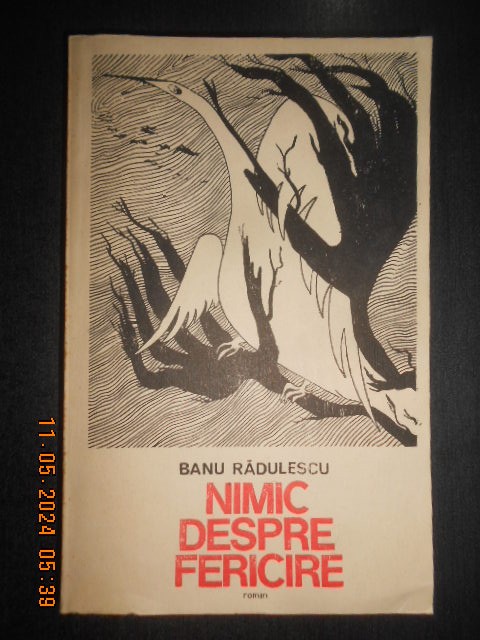 BANU RĂDULESCU
NIMIC
DESPRE
FERICIRE
roman
11.05.2024 05:39